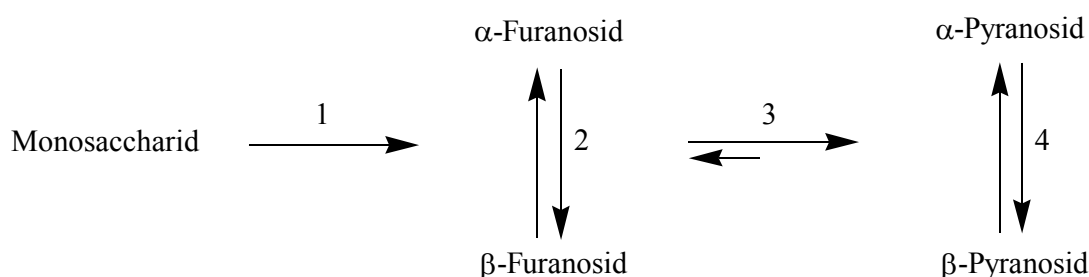 α-Furanosid
α-Pyranosid
1
3
Monosaccharid
2
4
β-Furanosid
β-Pyranosid